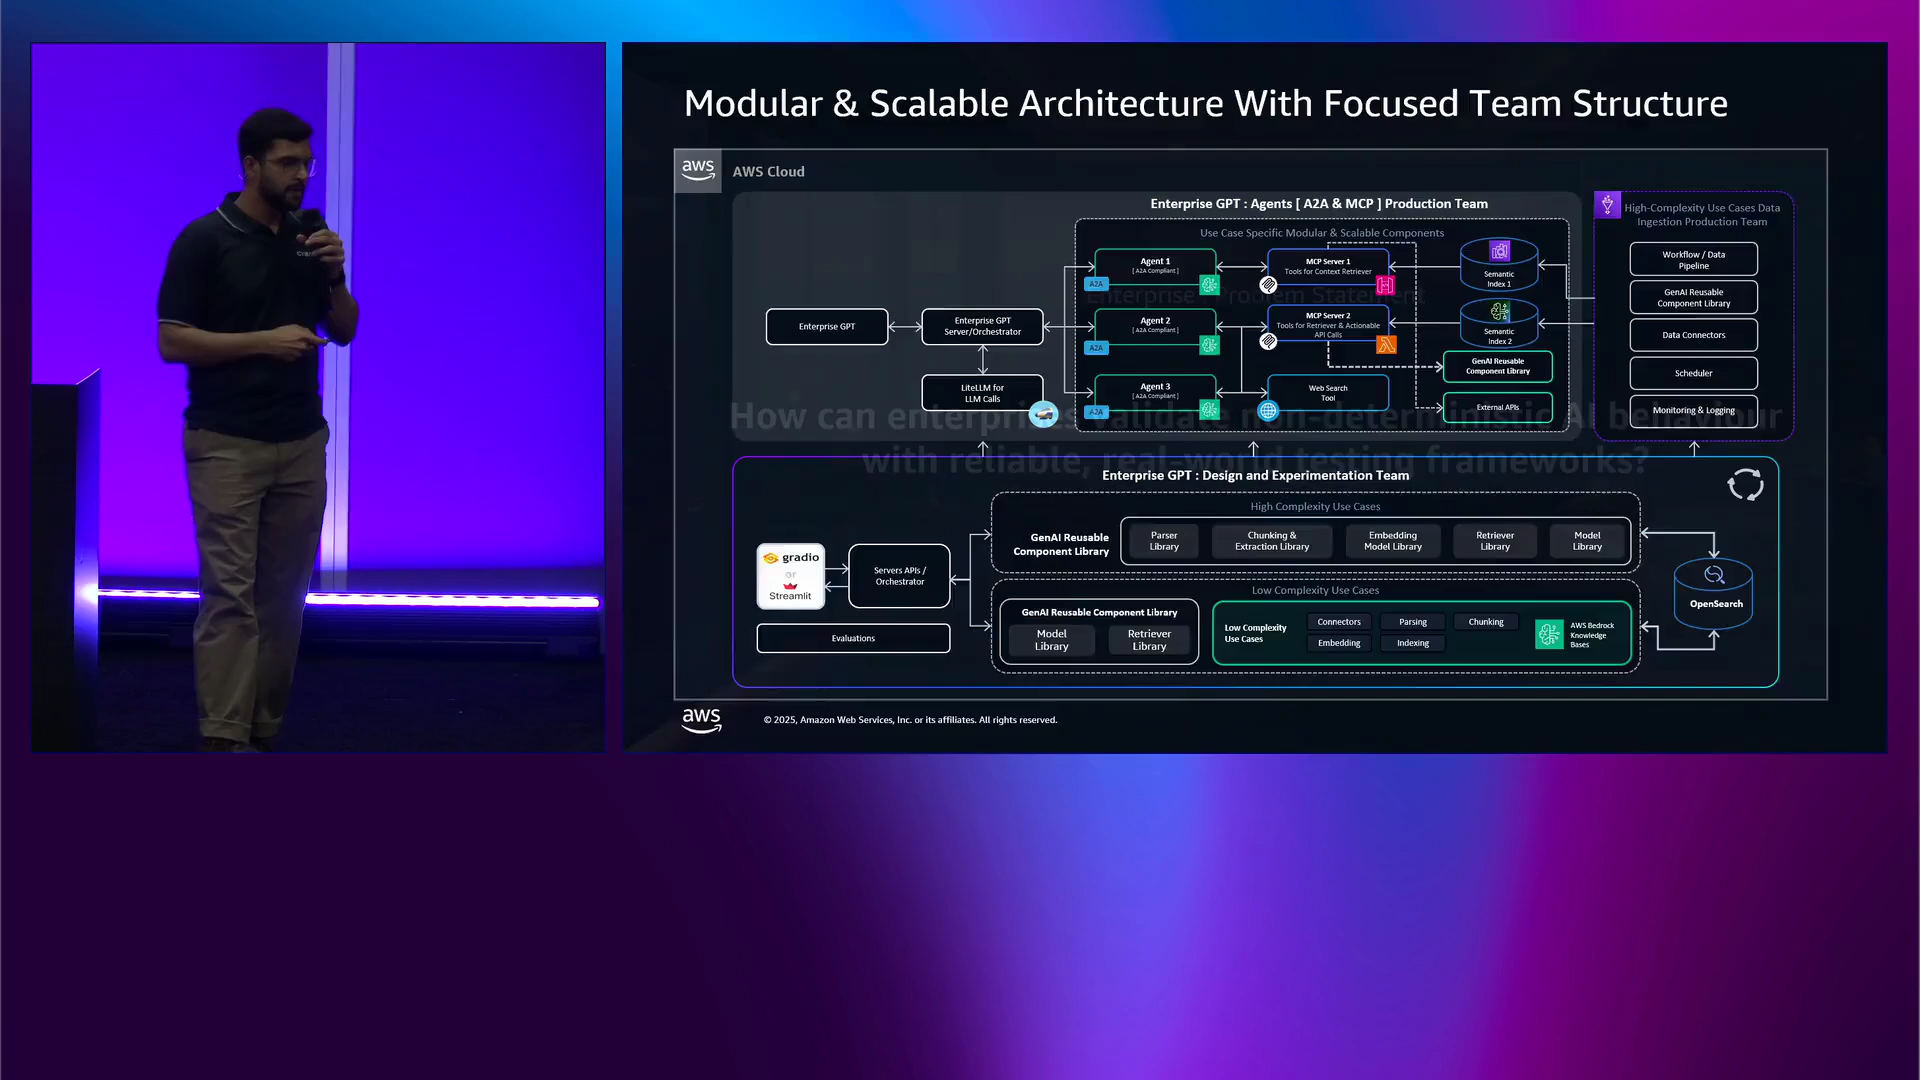 Modular & Scalable Architecture With Focused Team Structure
aws
AWS Cloud
Enterprise GPT : Agents [ A2A & MCP ] Production Team
Use Case Specific Modular & Scalable Components
Enterprise GPT
Enterprise GPT
Server/Orchestrator
LiteLLM for
LLM Calls
Agent 1
[ A2A Compliant ]
A2A
Agent 2
[ A2A Compliant ]
A2A
Agent 3
[ A2A Compliant ]
A2A
MCP Server 1
Tools for Context Retriever
MCP Server 2
Tools for Retriever & Actionable
API Calls
Web Search
Tool
Semantic
Index 1
Semantic
Index 2
GenAI Reusable
Component Library
External APIs
High-Complexity Use Cases Data
Ingestion Production Team
Workflow / Data
Pipeline
GenAI Reusable
Component Library
Data Connectors
Scheduler
Monitoring & Logging
Enterprise Problem Statement
How can enterprises validate non-deterministic AI behaviour
with reliable, real-world testing frameworks?
Enterprise GPT : Design and Experimentation Team
gradio
or
Streamlit
Servers APIs /
Orchestrator
Evaluations
High Complexity Use Cases
GenAI Reusable
Component Library
Parser
Library
Chunking &
Extraction Library
Embedding
Model Library
Retriever
Library
Model
Library
Low Complexity Use Cases
GenAI Reusable Component Library
Model
Library
Retriever
Library
Low Complexity
Use Cases
Connectors
Parsing
Chunking
Embedding
Indexing
AWS Bedrock
Knowledge
Bases
OpenSearch
aws
© 2025, Amazon Web Services, Inc. or its affiliates. All rights reserved.